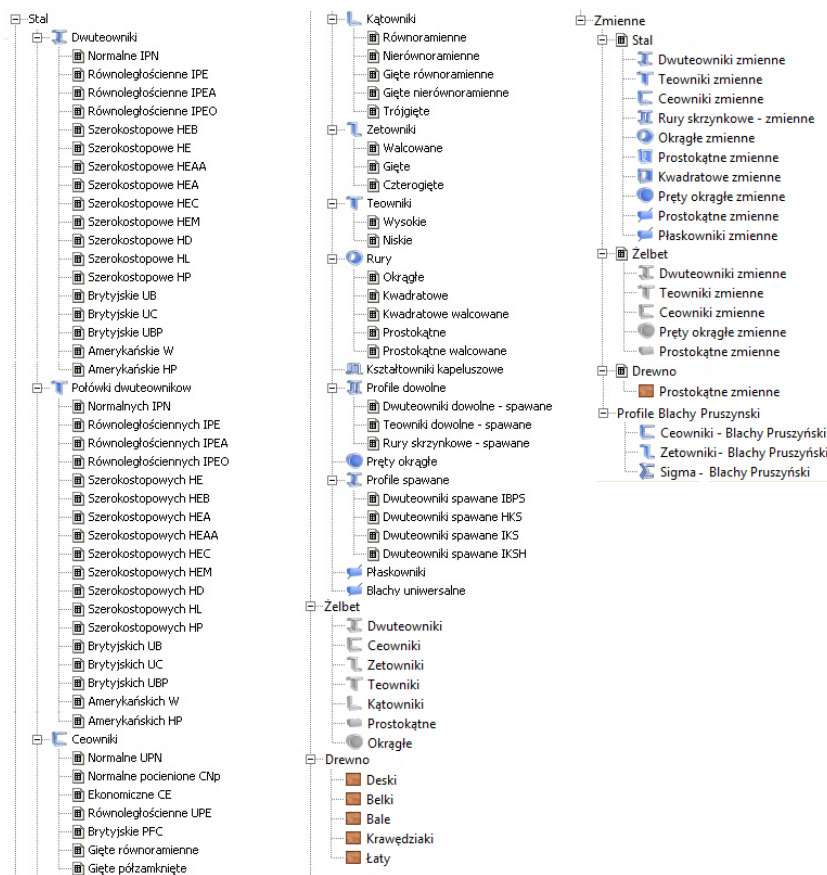 Stal
Dwuteowniki
Normalne IPN
Równoległościenne IPE
Równoległościenne IPEA
Równoległościenne IPEO
Szerokostopowe HEB
Szerokostopowe HE
Szerokostopowe HEAA
Szerokostopowe HEA
Szerokostopowe HEC
Szerokostopowe HEM
Szerokostopowe HD
Szerokostopowe HL
Szerokostopowe HP
Brytyjskie UB
Brytyjskie UC
Brytyjskie UBP
Amerykańskie W
Amerykańskie HP
Połówki dwuteownikow
Normalnych IPN
Równoległościennych IPE
Równoległościennych IPEA
Równoległościennych IPEO
Szerokostopowych HE
Szerokostopowych HEB
Szerokostopowych HEA
Szerokostopowych HEAA
Szerokostopowych HEC
Szerokostopowych HEM
Szerokostopowych HD
Szerokostopowych HL
Szerokostopowych HP
Brytyjskich UB
Brytyjskich UC
Brytyjskich UBP
Amerykańskich W
Amerykańskich HP
Ceowniki
Normalne UPN
Normalne pocienione CNp
Ekonomiczne CE
Równoległościenne UPE
Brytyjskie PFC
Gięte równoramienne
Gięte półzamknięte
Kątowniki
Równoramienne
Nierównoramienne
Gięte równoramienne
Gięte nierównoramienne
Trójgięte
Zetowniki
Walcowane
Gięte
Czterogięte
Teowniki
Wysokie
Niskie
Rury
Okrągłe
Kwadratowe
Kwadratowe walcowane
Prostokątne
Prostokątne walcowane
Kształtowniki kapeluszowe
Profile dowolne
Dwuteowniki dowolne - spawane
Teowniki dowolne - spawane
Rury skrzynkowe - spawane
Pręty okrągłe
Profile spawane
Dwuteowniki spawane IBPS
Dwuteowniki spawane HKS
Dwuteowniki spawane IKS
Dwuteowniki spawane IKSH
Płaskowniki
Blachy uniwersalne
Żelbet
Dwuteowniki
Ceowniki
Zetowniki
Teowniki
Kątowniki
Prostokątne
Okrągłe
Drewno
Deski
Belki
Bale
Krawędziaki
Łaty
Zmienne
Stal
Dwuteowniki zmienne
Teowniki zmienne
Ceowniki zmienne
Rury skrzynkowe - zmienne
Okrągłe zmienne
Prostokątne zmienne
Kwadratowe zmienne
Pręty okrągłe zmienne
Prostokątne zmienne
Płaskowniki zmienne
Żelbet
Dwuteowniki zmienne
Teowniki zmienne
Ceowniki zmienne
Pręty okrągłe zmienne
Prostokątne zmienne
Drewno
Prostokątne zmienne
Profile Blachy Pruszynski
Ceowniki - Blachy Pruszyński
Zetowniki- Blachy Pruszyński
Sigma - Blachy Pruszyński